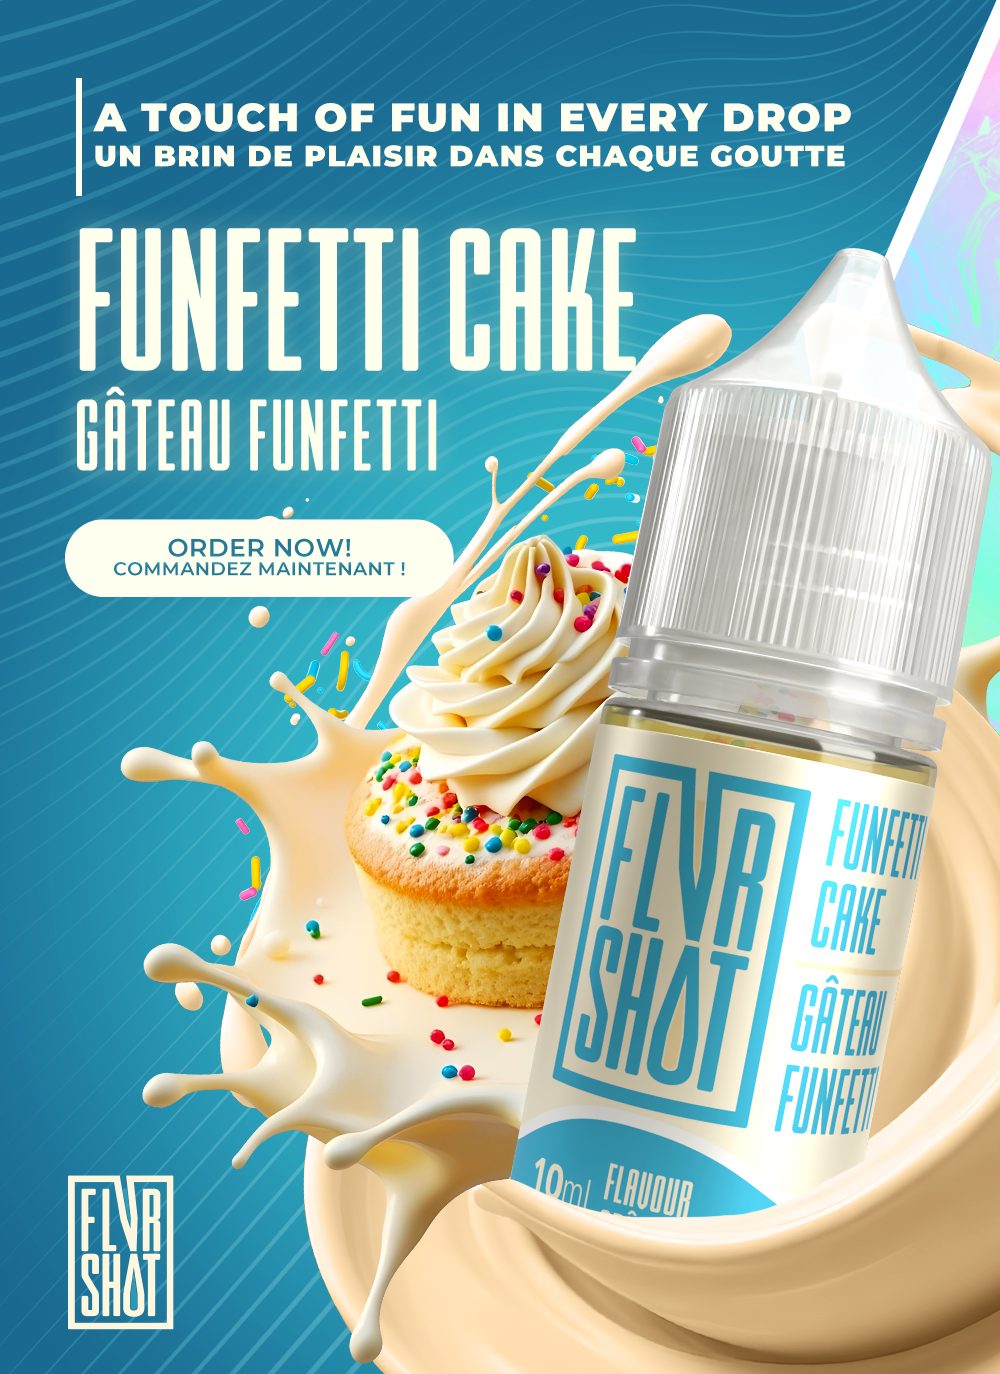 A TOUCH OF FUN IN EVERY DROP
UN BRIN DE PLAISIR DANS CHAQUE GOUTTE
FUNFETTI CAKE
GÂTEAU FUNFETTI
ORDER NOW!
COMMANDEZ MAINTENANT !
FLVR
SHOT
FUNFETTI
CAKE
GÂTEAU
FUNFETTI
10ml FLAVOUR
FLVR
SHOT